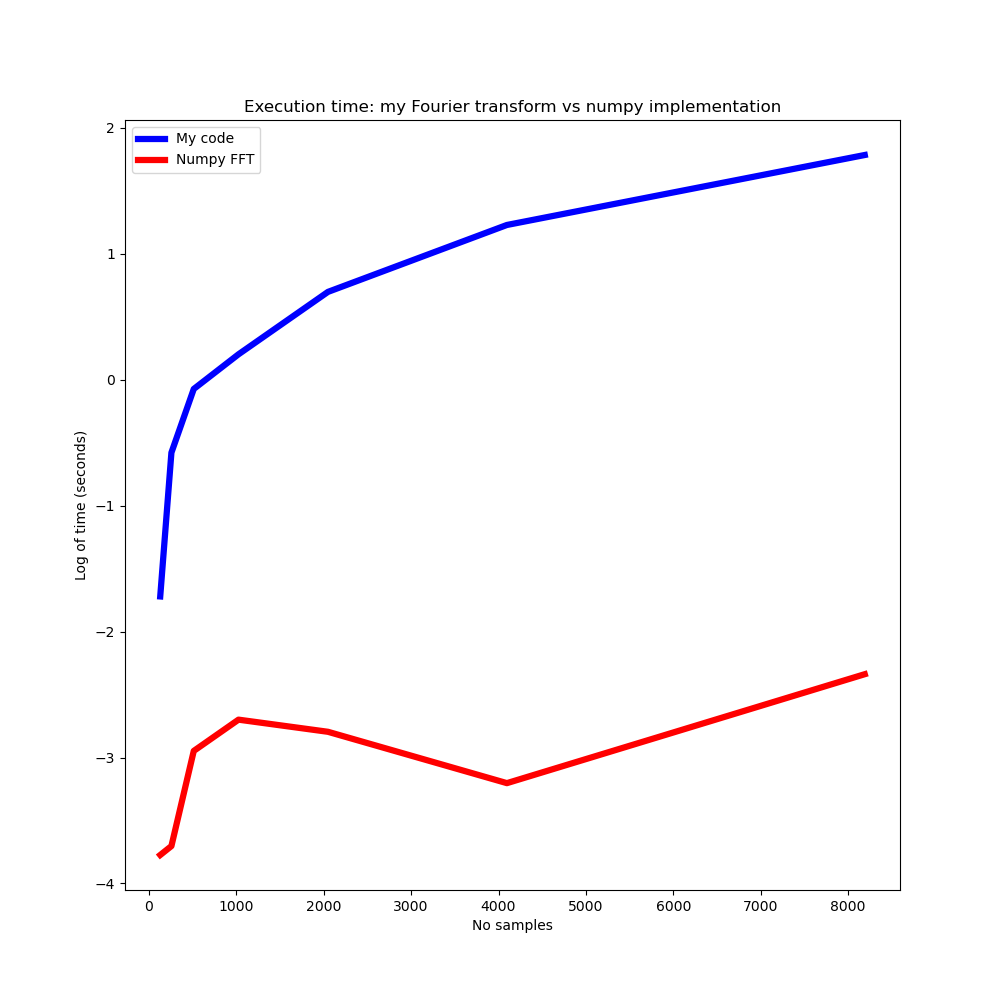 Execution time: my Fourier transform vs numpy implementation
My code
Numpy FFT
2
1
0
−1
−2
−3
−4
Log of time (seconds)
0 1000 2000 3000 4000 5000 6000 7000 8000
No samples